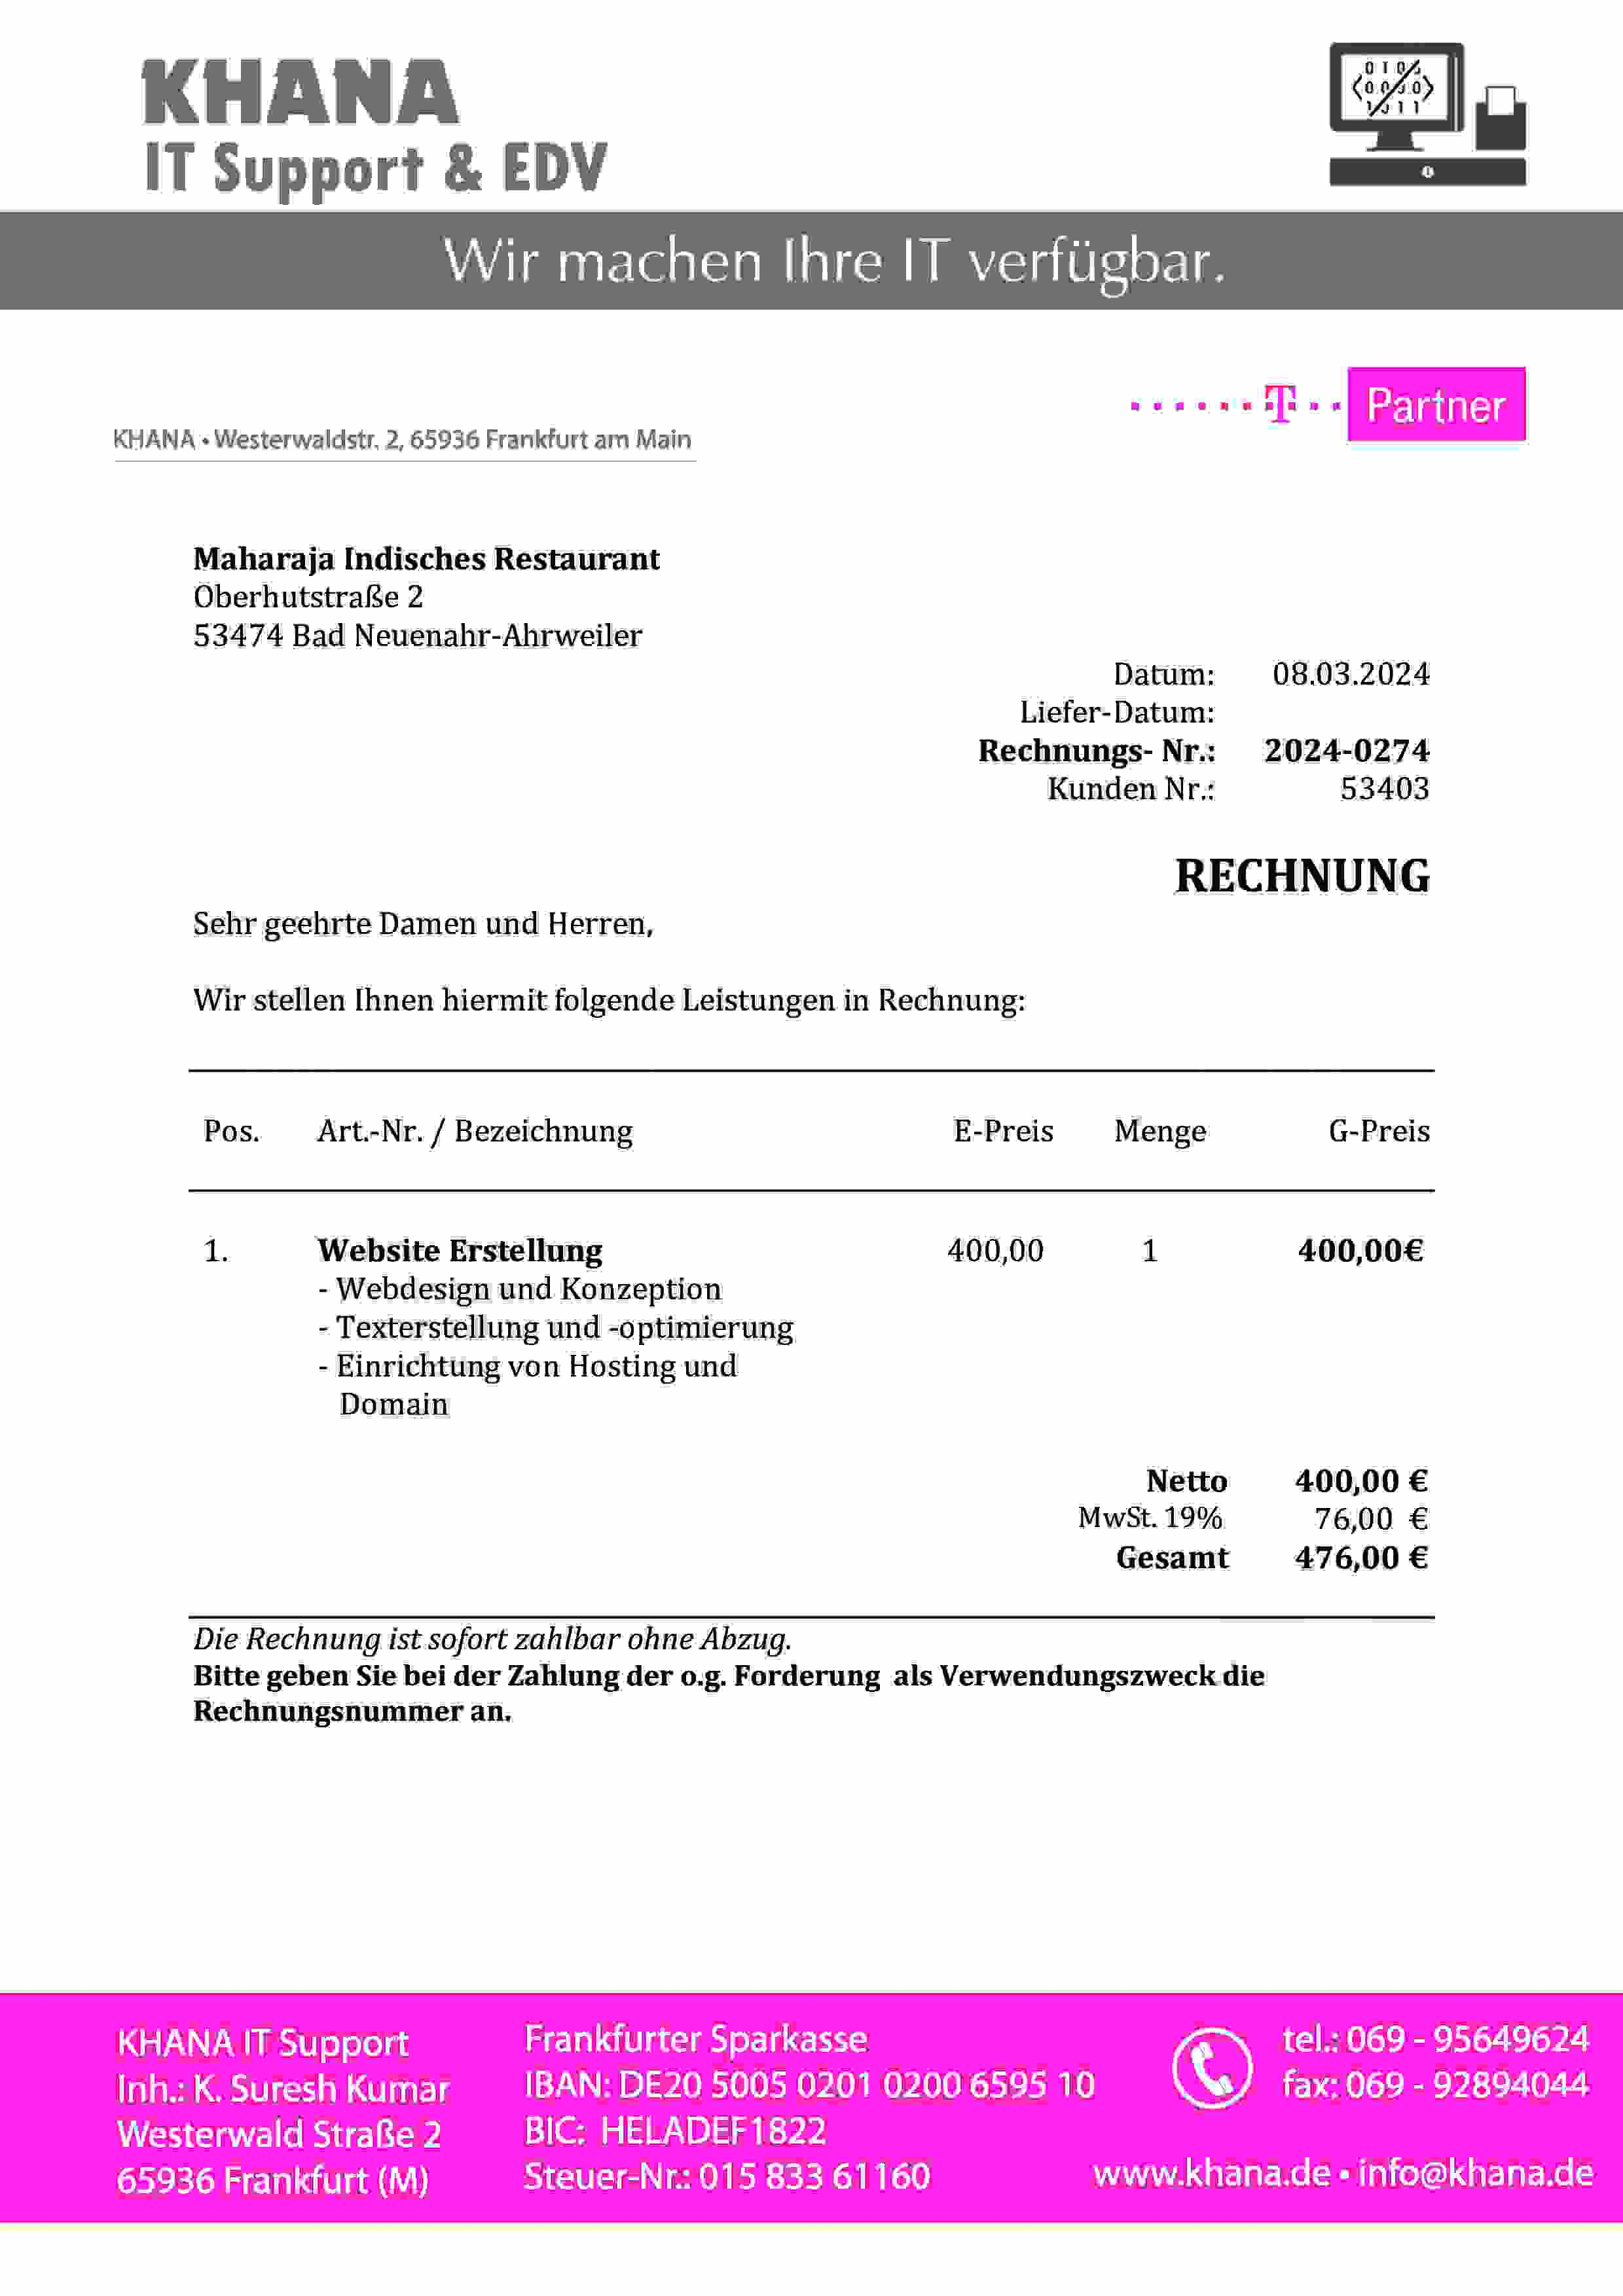 KHANA
IT Support & EDV
Wir machen Ihre IT verfügbar.
T Partner
KHANA • Westerwaldstr. 2, 65936 Frankfurt am Main
Maharaja Indisches Restaurant
Oberhutstraße 2
53474 Bad Neuenahr-Ahrweiler
Datum: 08.03.2024
Liefer-Datum:
Rechnungs- Nr.: 2024-0274
Kunden Nr.: 53403
RECHNUNG
Sehr geehrte Damen und Herren,
Wir stellen Ihnen hiermit folgende Leistungen in Rechnung:
Pos. Art.-Nr. / Bezeichnung E-Preis Menge G-Preis
1. Website Erstellung 400,00 1 400,00€
- Webdesign und Konzeption
- Texterstellung und -optimierung
- Einrichtung von Hosting und
Domain
Netto 400,00 €
MwSt. 19% 76,00 €
Gesamt 476,00 €
Die Rechnung ist sofort zahlbar ohne Abzug.
Bitte geben Sie bei der Zahlung der o.g. Forderung als Verwendungszweck die
Rechnungsnummer an.
KHANA IT Support
Inh.: K. Suresh Kumar
Westerwald Straße 2
65936 Frankfurt (M)
Frankfurter Sparkasse
IBAN: DE20 5005 0201 0200 6595 10
BIC: HELADEF1822
Steuer-Nr.: 015 833 61160
tel.: 069 - 95649624
fax: 069 - 92894044
www.khana.de • info@khana.de